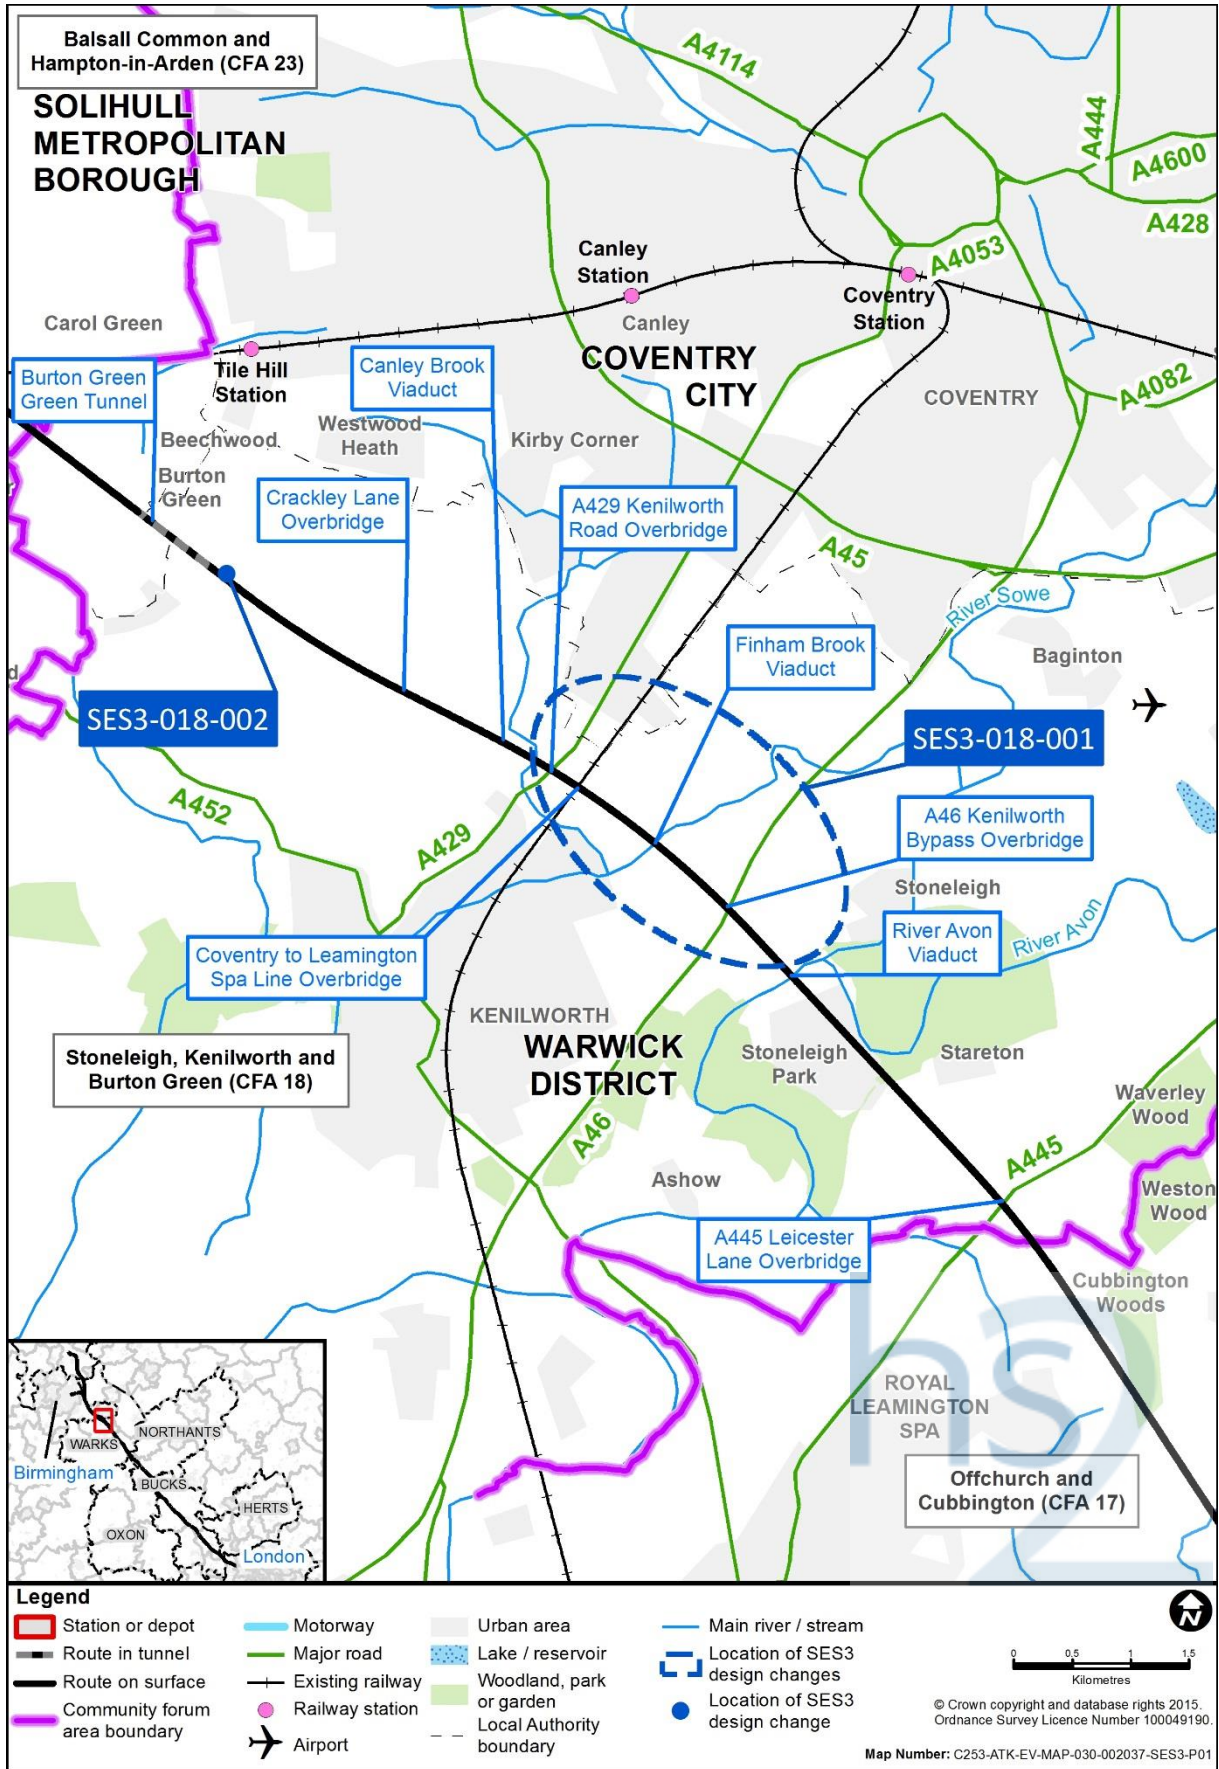 Balsall Common and
Hampton-in-Arden (CFA 23)
SOLIHULL
METROPOLITAN
BOROUGH
A4114
A444
A4600
A428
Canley
Station
A4053
Coventry
Station
Carol Green
Canley
COVENTRY
CITY
Tile Hill
Station
Burton Green
Green Tunnel
Canley Brook
Viaduct
A4082
COVENTRY
Beechwood
Westwood
Heath
Kirby Corner
Burton
Green
Crackley Lane
Overbridge
A429 Kenilworth
Road Overbridge
A45
River Sowe
Finham Brook
Viaduct
Baginton
d
SES3-018-002
SES3-018-001
A452
A429
A46 Kenilworth
Bypass Overbridge
Stoneleigh
River Avon
Viaduct
River Avon
Coventry to Leamington
Spa Line Overbridge
KENILWORTH
WARWICK
DISTRICT
Stoneleigh
Park
Stareton
Stoneleigh, Kenilworth and
Burton Green (CFA 18)
Waverley
Wood
A46
A445
Ashow
Weston
Wood
A445 Leicester
Lane Overbridge
Cubbington
Woods
hs2
ROYAL
LEAMINGTON
SPA
Offchurch and
Cubbington (CFA 17)
WARKS
NORTHANTS
Birmingham
BUCKS
HERTS
OXON
London
Legend
Station or depot
Route in tunnel
Route on surface
Community forum
area boundary
Motorway
Major road
Existing railway
Railway station
Airport
Urban area
Lake / reservoir
Woodland, park
or garden
Local Authority
boundary
Main river / stream
Location of SES3
design changes
Location of SES3
design change
N
0 0.5 1 1.5
Kilometres
© Crown copyright and database rights 2015.
Ordnance Survey Licence Number 100049190.
Map Number: C253-ATK-EV-MAP-030-002037-SES3-P01